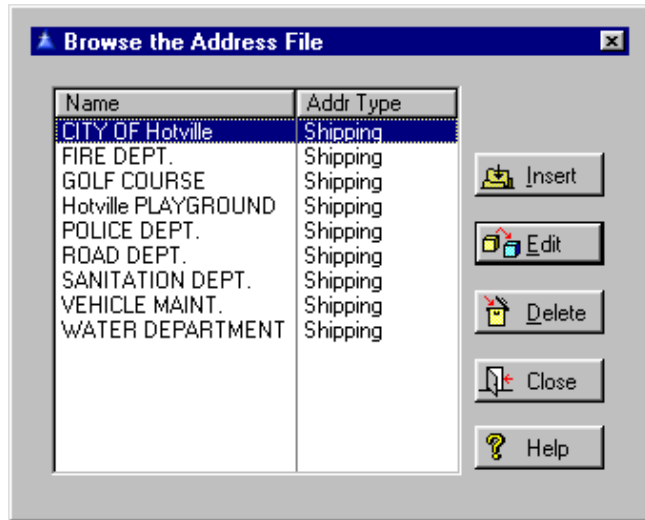 Browse the Address File
Name Addr Type
CITY OF Hotville Shipping
FIRE DEPT. Shipping
GOLF COURSE Shipping
Hotville PLAYGROUND Shipping
POLICE DEPT. Shipping
ROAD DEPT. Shipping
SANITATION DEPT. Shipping
VEHICLE MAINT. Shipping
WATER DEPARTMENT Shipping
Insert
Edit
Delete
Close
Help